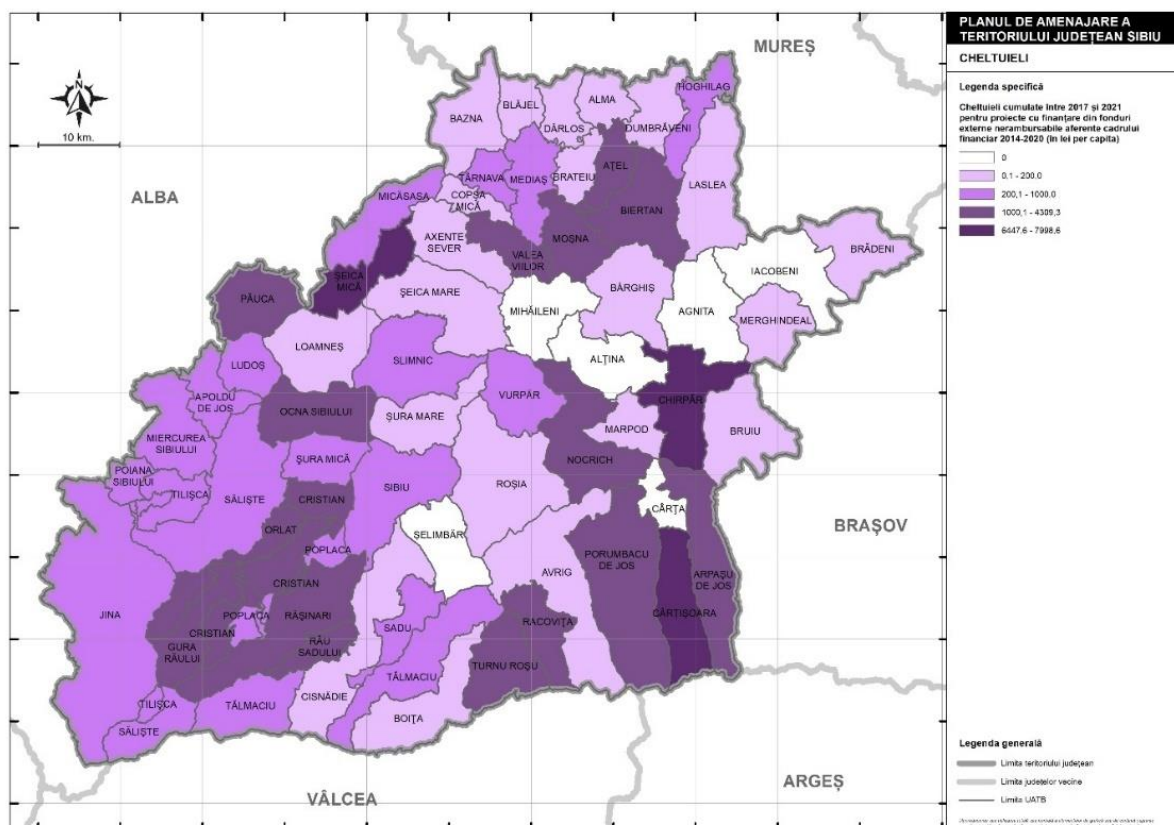 PLANUL DE AMENAJARE A
TERITORIULUI JUDEȚEAN SIBIU
CHELTUIELI
Legenda specifică
Cheltuieli cumulate între 2017 și 2021
pentru proiecte cu finanțare din fonduri
externe nerambursabile aferente cadrului
financiar 2014-2020 (în lei per capita)
0
0,1 - 200,0
200,1 - 1000,0
1000,1 - 4309,3
6447,6 - 7998,6
N
10 km.
MUREȘ
ALBA
BRAȘOV
ARGEȘ
VÂLCEA
HOGHILAG
BLĂJEL
ALMA
BAZNA
DÂRLOS
DUMBRĂVENI
AȚEL
TÂRNAVA
MEDIAȘ
BRATEIU
LASLEA
MICĂSASA
COPȘA
MICĂ
BIERTAN
AXENTE
SEVER
MOȘNA
VALEA
VIILOR
BRĂDENI
IACOBENI
ȘEICA
MICĂ
PĂUCA
ȘEICA MARE
BÂRGHIȘ
MIHĂILENI
AGNITA
MERGHINDEAL
LOAMNEȘ
SLIMNIC
ALȚINA
LUDOȘ
APOLDU
DE JOS
VURPĂR
CHIRPĂR
OCNA SIBIULUI
ȘURA MARE
MARPOD
BRUIU
MIERCUREA
SIBIULUI
ȘURA MICĂ
NOCRICH
POIANA
SIBIULUI
TILIȘCA
SĂLIȘTE
SIBIU
ROȘIA
CRISTIAN
CÂRȚA
ORLAT
ȘELIMBĂR
POPLACA
PORUMBACU
DE JOS
AVRIG
ARPAȘU
DE JOS
CRISTIAN
CÂRȚIȘOARA
JINA
POPLACA
RĂȘINARI
RACOVIȚA
CRISTIAN
SADU
GURA
RÂULUI
RÂU
SADULUI
TURNU ROȘU
TĂLMACIU
CISNĂDIE
TILIȘCA
TĂLMACIU
BOIȚA
SĂLIȘTE
Legenda generală
Limita teritoriului județean
Limita județelor vecine
Limita UATB